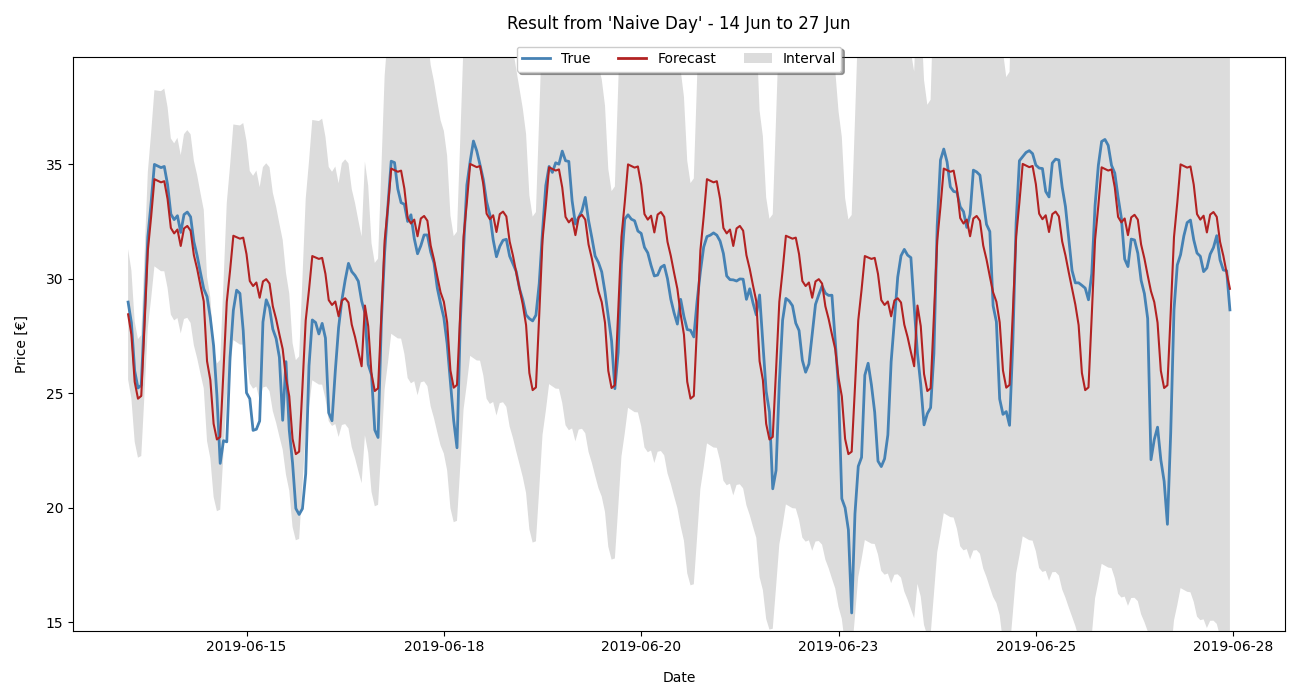 Result from 'Naive Day' - 14 Jun to 27 Jun
True Forecast Interval
Price [€]
35
30
25
20
15
2019-06-15 2019-06-18 2019-06-20 2019-06-23 2019-06-25 2019-06-28
Date